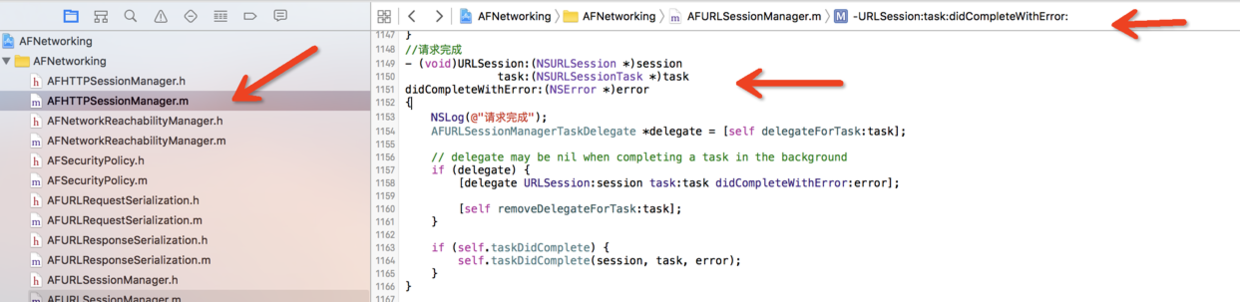 AFNetworking
AFNetworking
AFHTTPSessionManager.h
AFHTTPSessionManager.m
AFNetworkReachabilityManager.h
AFNetworkReachabilityManager.m
AFSecurityPolicy.h
AFSecurityPolicy.m
AFURLRequestSerialization.h
AFURLRequestSerialization.m
AFURLResponseSerialization.h
AFURLResponseSerialization.m
AFURLSessionManager.h
AFURLSessionManager.m
AFNetworking AFNetworking AFURLSessionManager.m M -URLSession:task:didCompleteWithError:
1147 }
1148 //请求完成
1149 - (void)URLSession:(NSURLSession *)session
1150 task:(NSURLSessionTask *)task
1151 didCompleteWithError:(NSError *)error
1152 {
1153 NSLog(@"请求完成");
1154 AFURLSessionManagerTaskDelegate *delegate = [self delegateForTask:task];
1155
1156 // delegate may be nil when completing a task in the background
1157 if (delegate) {
1158 [delegate URLSession:session task:task didCompleteWithError:error];
1159
1160 [self removeDelegateForTask:task];
1161 }
1162
1163 if (self.taskDidComplete) {
1164 self.taskDidComplete(session, task, error);
1165 }
1166 }
1167